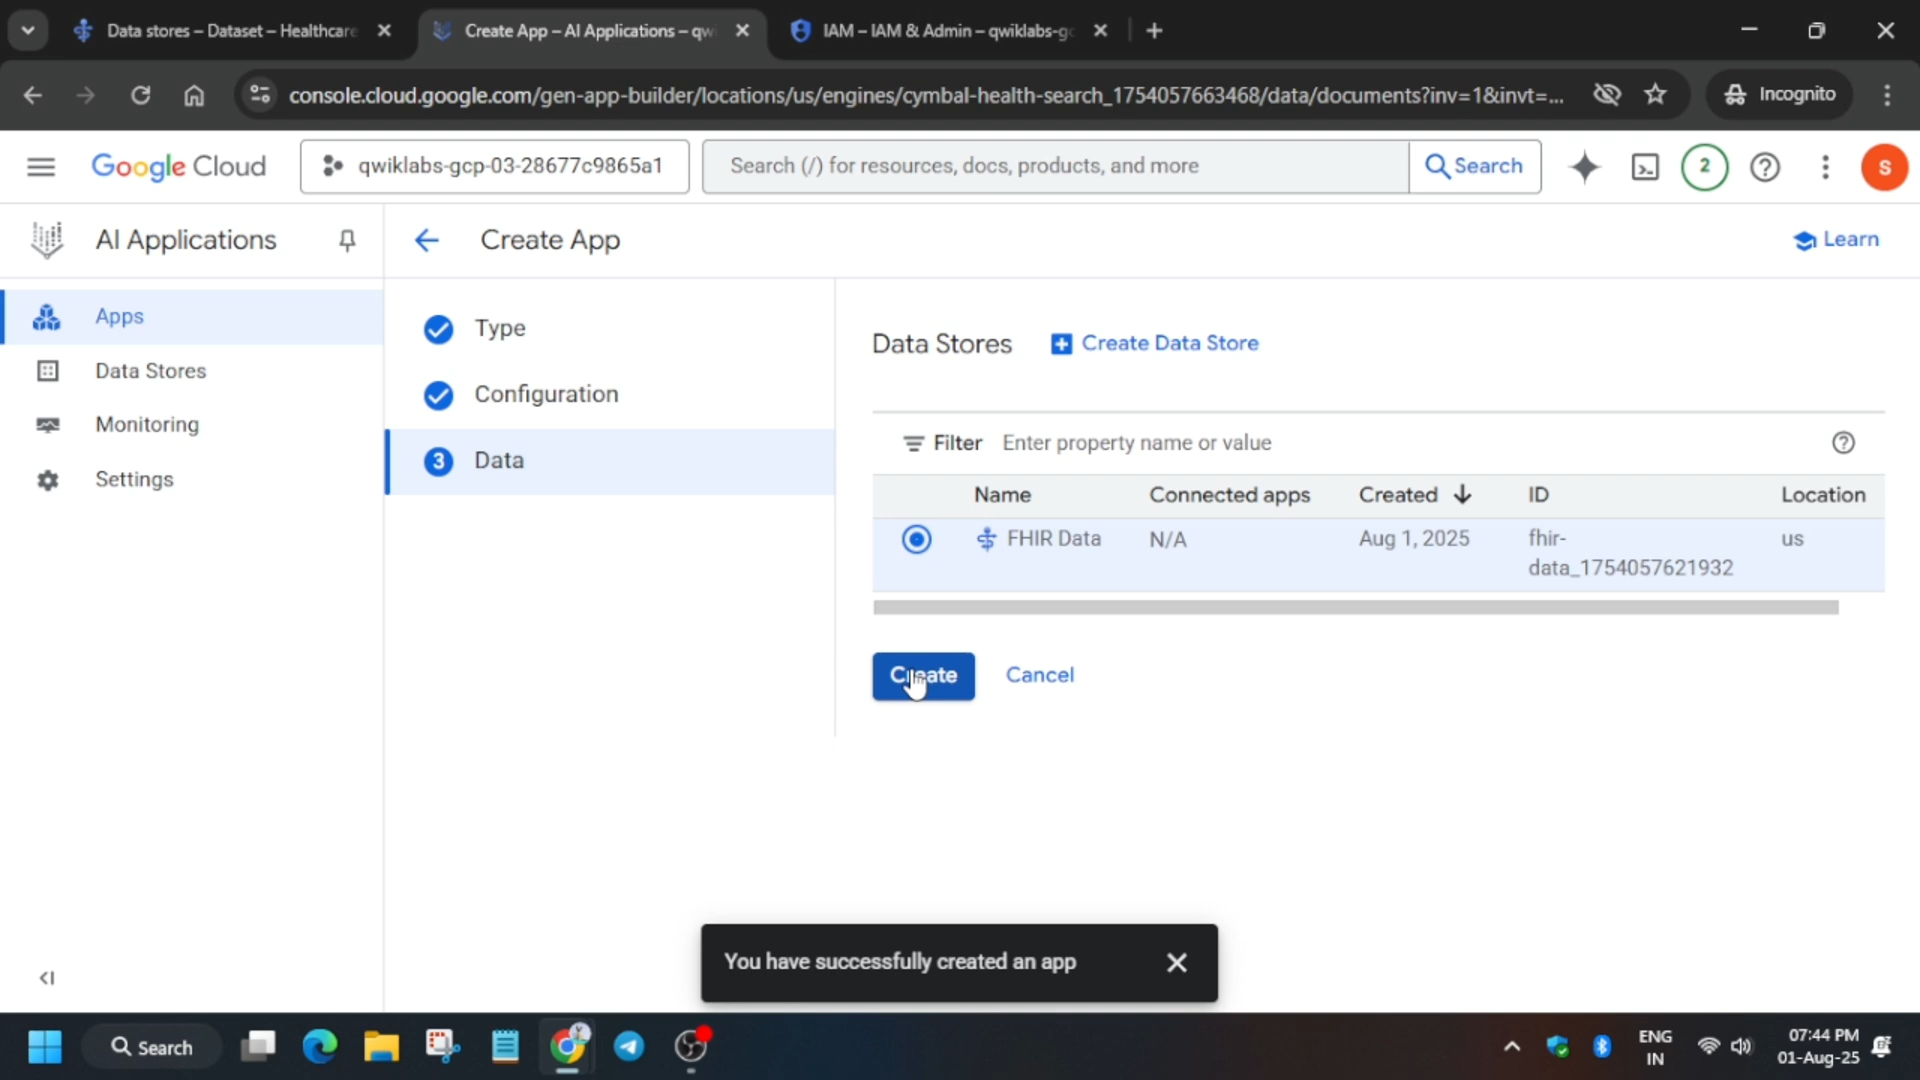 Data stores – Dataset – Healthcare
Create App – AI Applications – qw
IAM – IAM & Admin – qwiklabs-gc
console.cloud.google.com/gen-app-builder/locations/us/engines/cymbal-health-search_1754057663468/data/documents?inv=1&invt=...
Incognito
Google Cloud
qwiklabs-gcp-03-28677c9865a1
Search (/) for resources, docs, products, and more
Search
2
S
AI Applications
Create App
Learn
Apps
Data Stores
Monitoring
Settings
Type
Configuration
3 Data
Data Stores
Create Data Store
Filter Enter property name or value
Name Connected apps Created ID Location
FHIR Data N/A Aug 1, 2025 fhir- us
data_1754057621932
Create Cancel
You have successfully created an app
Search
ENG
IN
07:44 PM
01-Aug-25